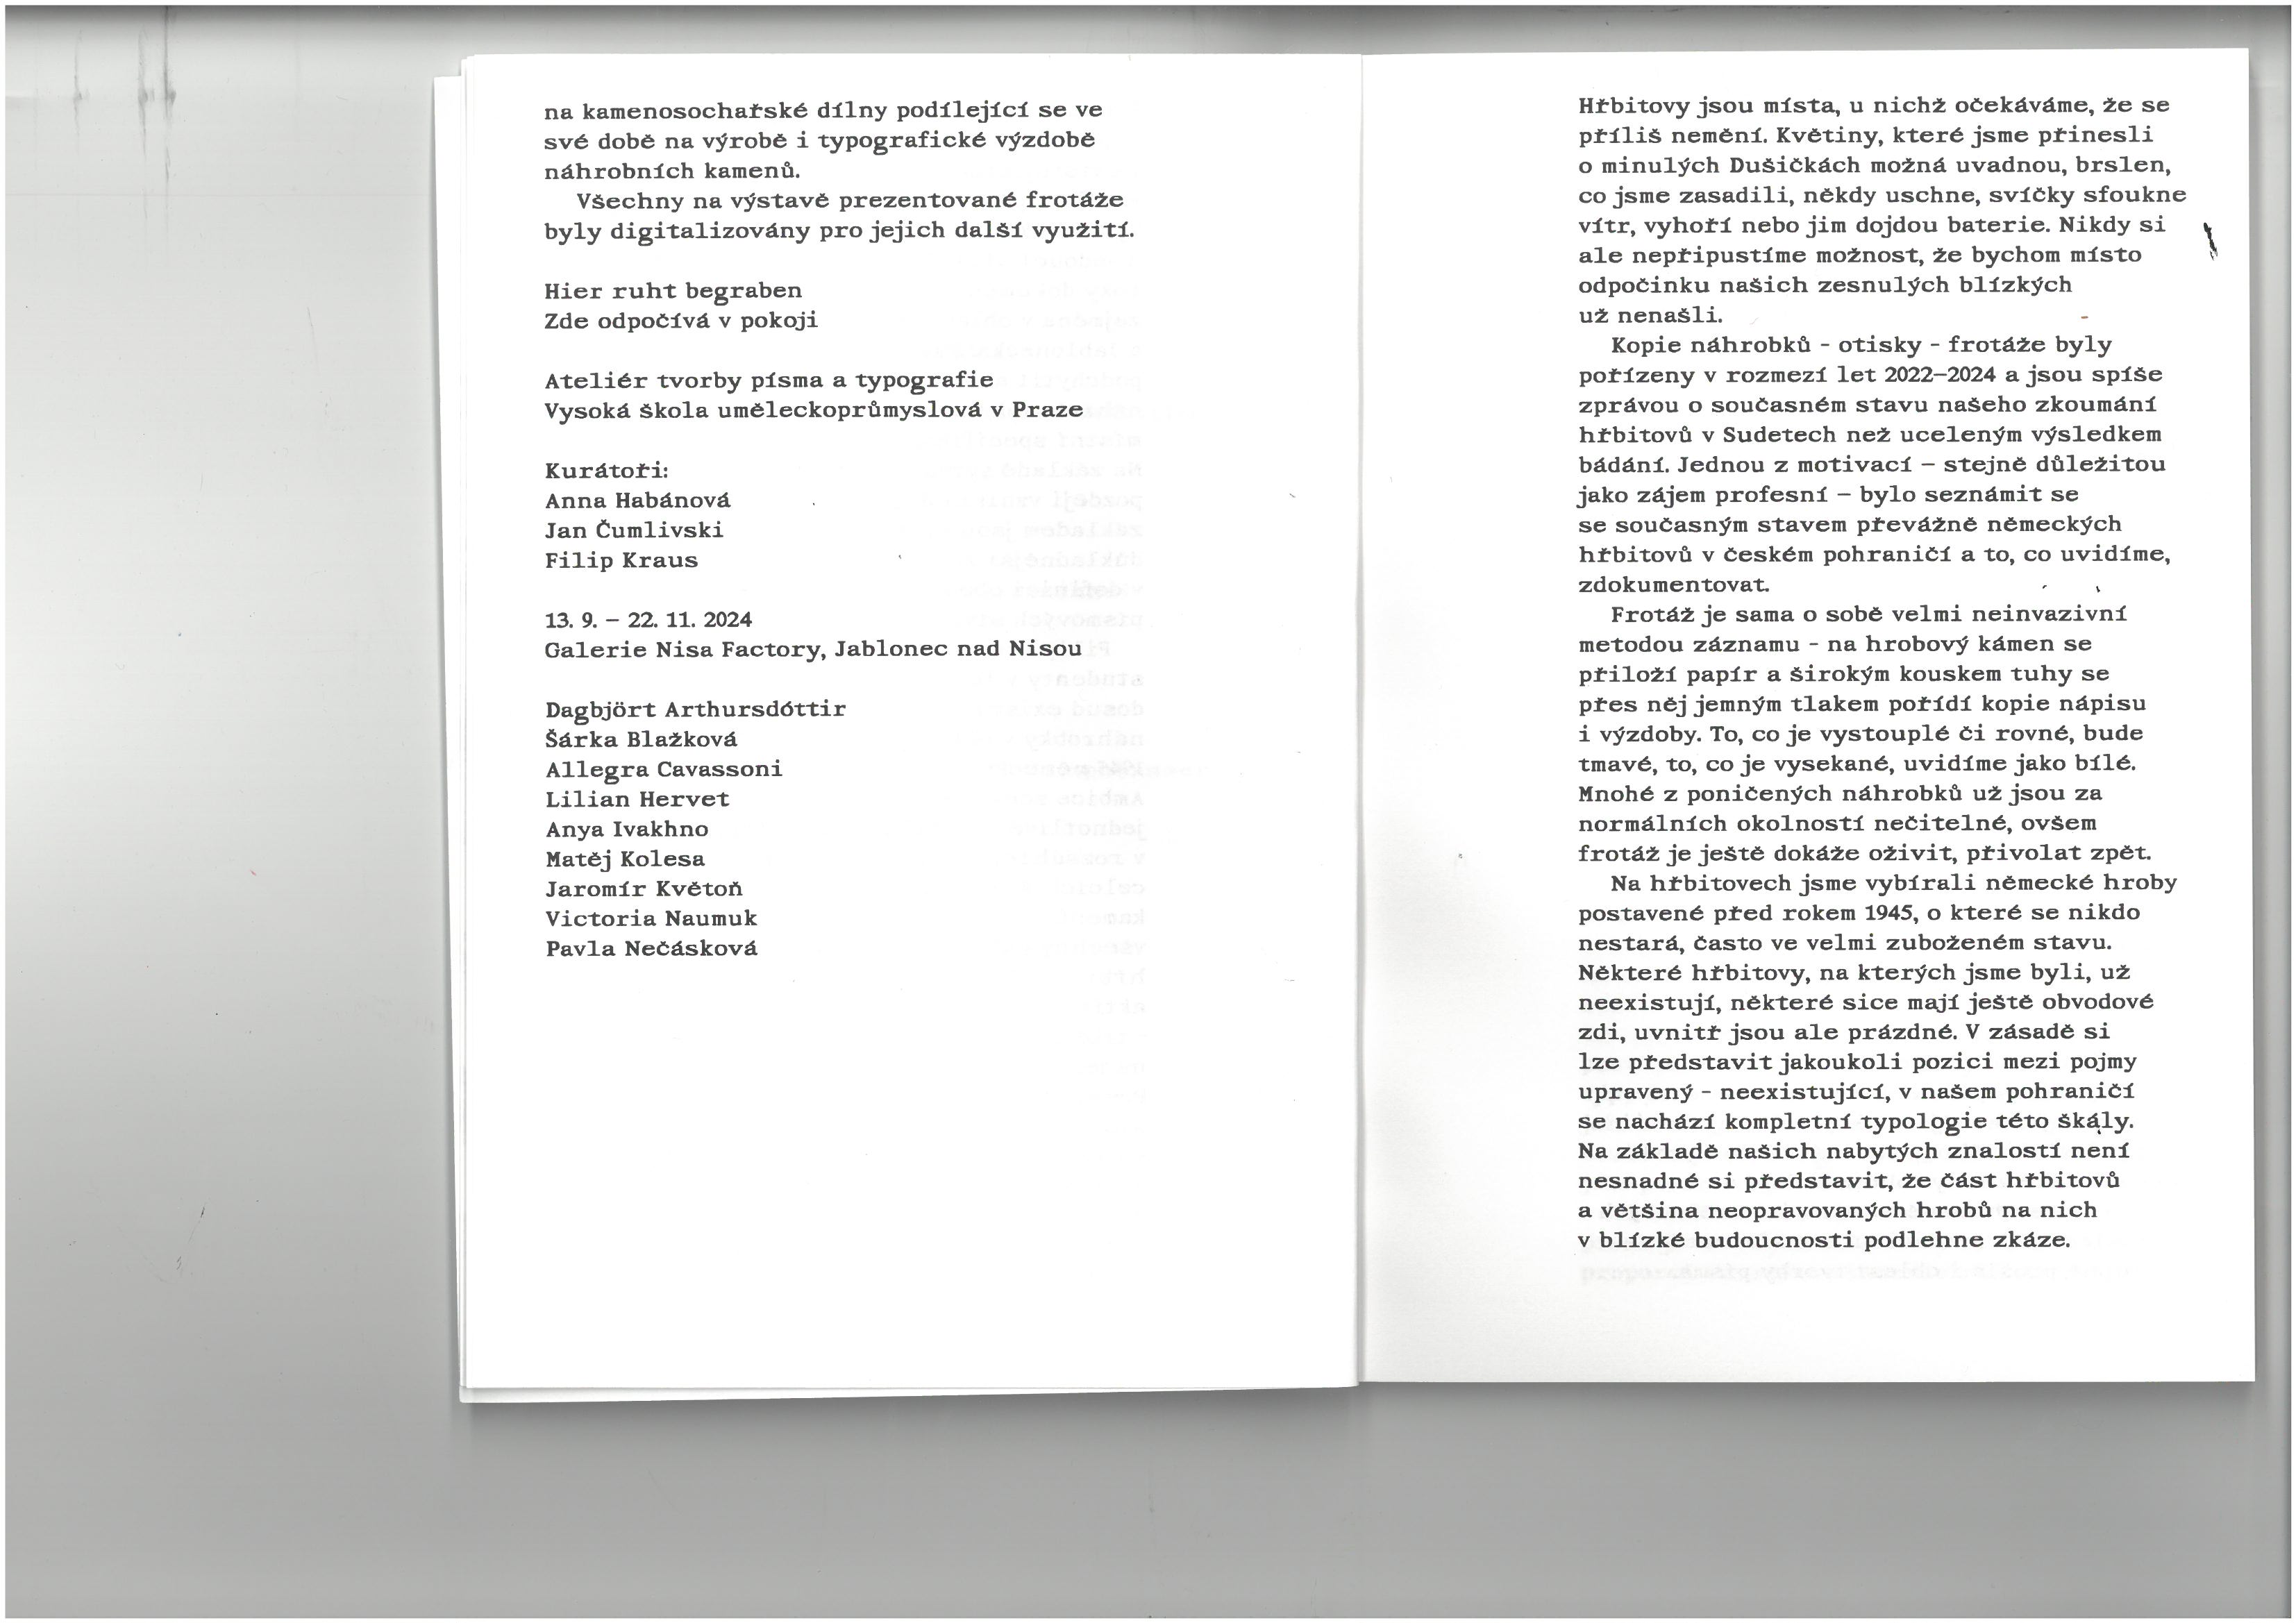 na kamenosochařské dílny podílející se ve
své době na výrobě i typografické výzdobě
náhrobních kamenů.
Všechny na výstavě prezentované frotáže
byly digitalizovány pro jejich další využití.
Hier ruht begraben
Zde odpočívá v pokoji
Ateliér tvorby písma a typografie
Vysoká škola uměleckoprůmyslová v Praze
Kurátoři:
Anna Habánová
Jan Čumlivski
Filip Kraus
13. 9. – 22. 11. 2024
Galerie Nisa Factory, Jablonec nad Nisou
Dagbjört Arthursdóttir
Šárka Blažková
Allegra Cavassoni
Lilian Hervet
Anya Ivakhno
Matěj Kolesa
Jaromír Květoň
Victoria Naumuk
Pavla Nečásková
Hřbitovy jsou místa, u nichž očekáváme, že se
příliš nemění. Květiny, které jsme přinesli
o minulých Dušičkách možná uvadnou, brslen,
co jsme zasadili, někdy uschne, svíčky sfoukne
vítr, vyhoří nebo jim dojdou baterie. Nikdy si
ale nepřipustíme možnost, že bychom místo
odpočinku našich zesnulých blízkých
už nenašli.
Kopie náhrobků - otisky - frotáže byly
pořízeny v rozmezí let 2022–2024 a jsou spíše
zprávou o současném stavu našeho zkoumání
hřbitovů v Sudetech než uceleným výsledkem
bádání. Jednou z motivací – stejně důležitou
jako zájem profesní – bylo seznámit se
se současným stavem převážně německých
hřbitovů v českém pohraničí a to, co uvidíme,
zdokumentovat.
Frotáž je sama o sobě velmi neinvazivní
metodou záznamu - na hrobový kámen se
přiloží papír a širokým kouskem tuhy se
přes něj jemným tlakem pořídí kopie nápisu
i výzdoby. To, co je vystouplé či rovné, bude
tmavé, to, co je vysekané, uvidíme jako bílé.
Mnohé z poničených náhrobků už jsou za
normálních okolností nečitelné, ovšem
frotáž je ještě dokáže oživit, přivolat zpět.
Na hřbitovech jsme vybírali německé hroby
postavené před rokem 1945, o které se nikdo
nestará, často ve velmi zuboženém stavu.
Některé hřbitovy, na kterých jsme byli, už
neexistují, některé sice mají ještě obvodové
zdi, uvnitř jsou ale prázdné. V zásadě si
lze představit jakoukoli pozici mezi pojmy
upravený - neexistující, v našem pohraničí
se nachází kompletní typologie této škály.
Na základě našich nabytých znalostí není
nesnadné si představit, že část hřbitovů
a většina neopravovaných hrobů na nich
v blízké budoucnosti podlehne zkáze.